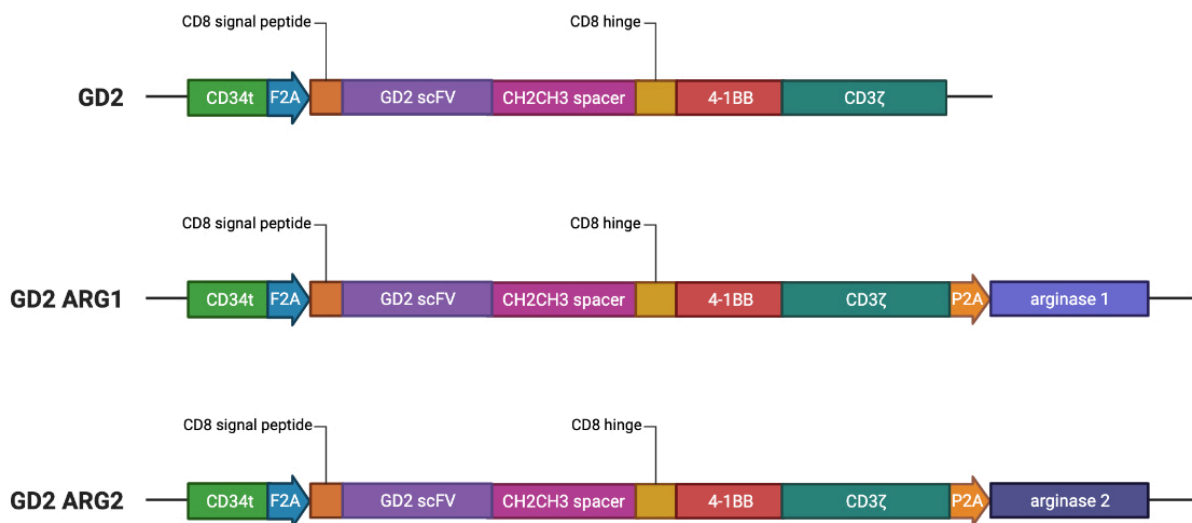 CD8 signal peptide CD8 hinge
GD2 CD34t F2A GD2 scFV CH2CH3 spacer 4-1BB CD3ζ
CD8 signal peptide CD8 hinge
GD2 ARG1 CD34t F2A GD2 scFV CH2CH3 spacer 4-1BB CD3ζ P2A arginase 1
CD8 signal peptide CD8 hinge
GD2 ARG2 CD34t F2A GD2 scFV CH2CH3 spacer 4-1BB CD3ζ P2A arginase 2